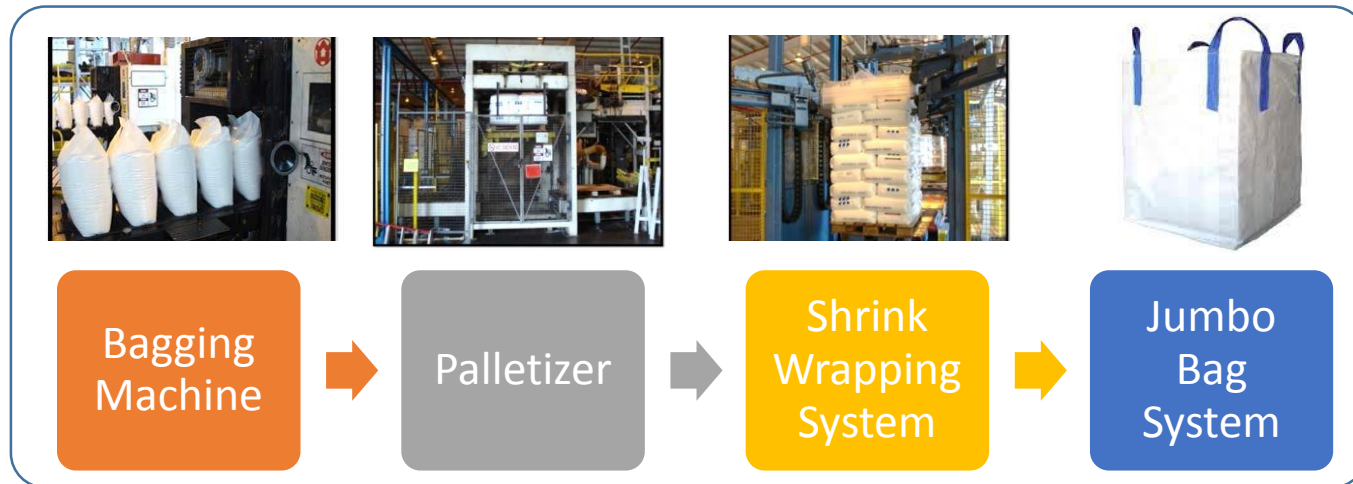 Bagging
Machine
Palletizer
Shrink
Wrapping
System
Jumbo
Bag
System